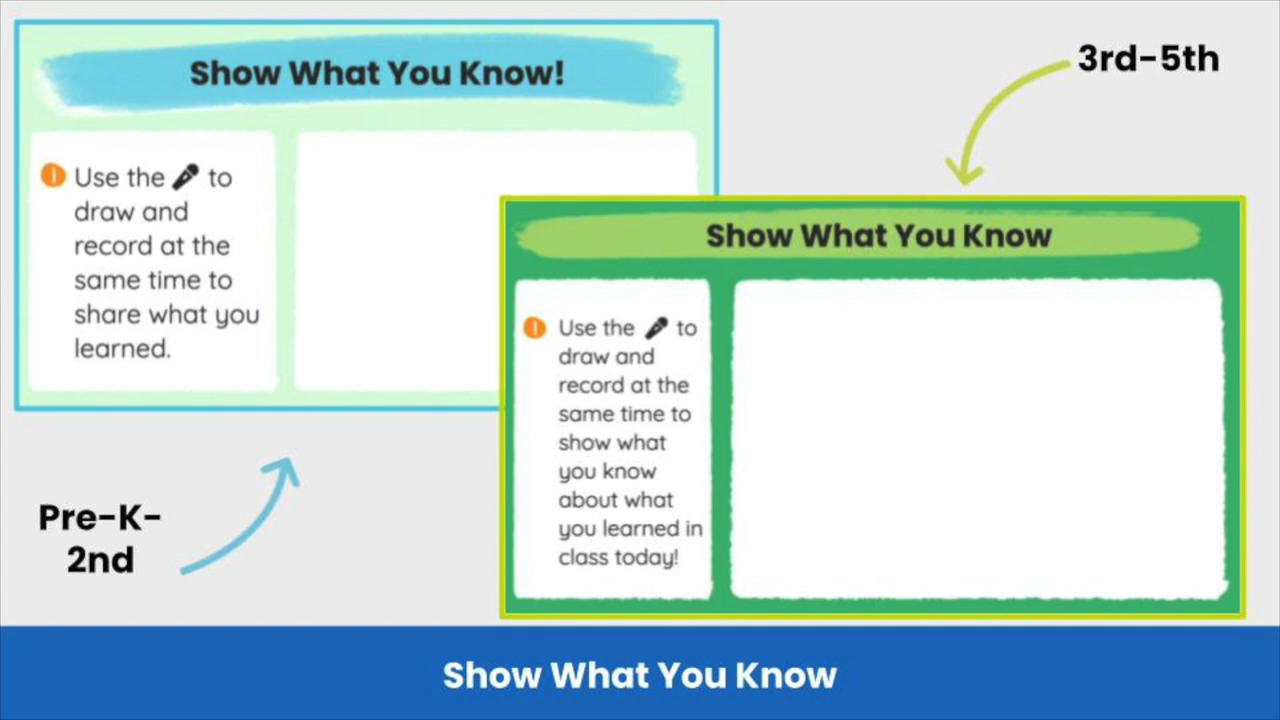 Show What You Know!
1 Use the to
draw and
record at the
same time to
share what you
learned.
3rd-5th
Show What You Know
1 Use the to
draw and
record at the
same time to
show what
you know
about what
you learned in
class today!
Pre-K-
2nd
Show What You Know